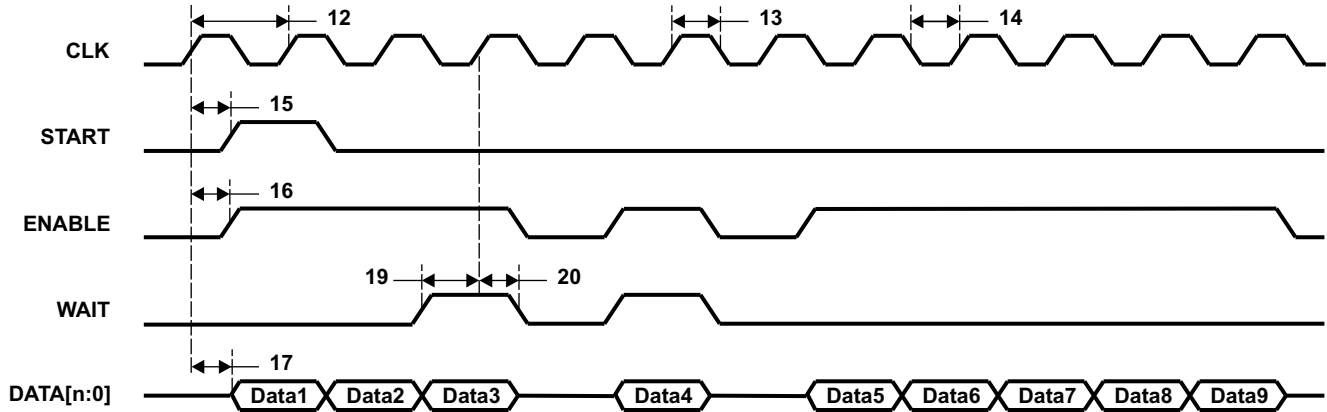 12
13
14
CLK
15
START
16
ENABLE
19
20
WAIT
17
DATA[n:0]
Data1 Data2 Data3 Data4 Data5 Data6 Data7 Data8 Data9